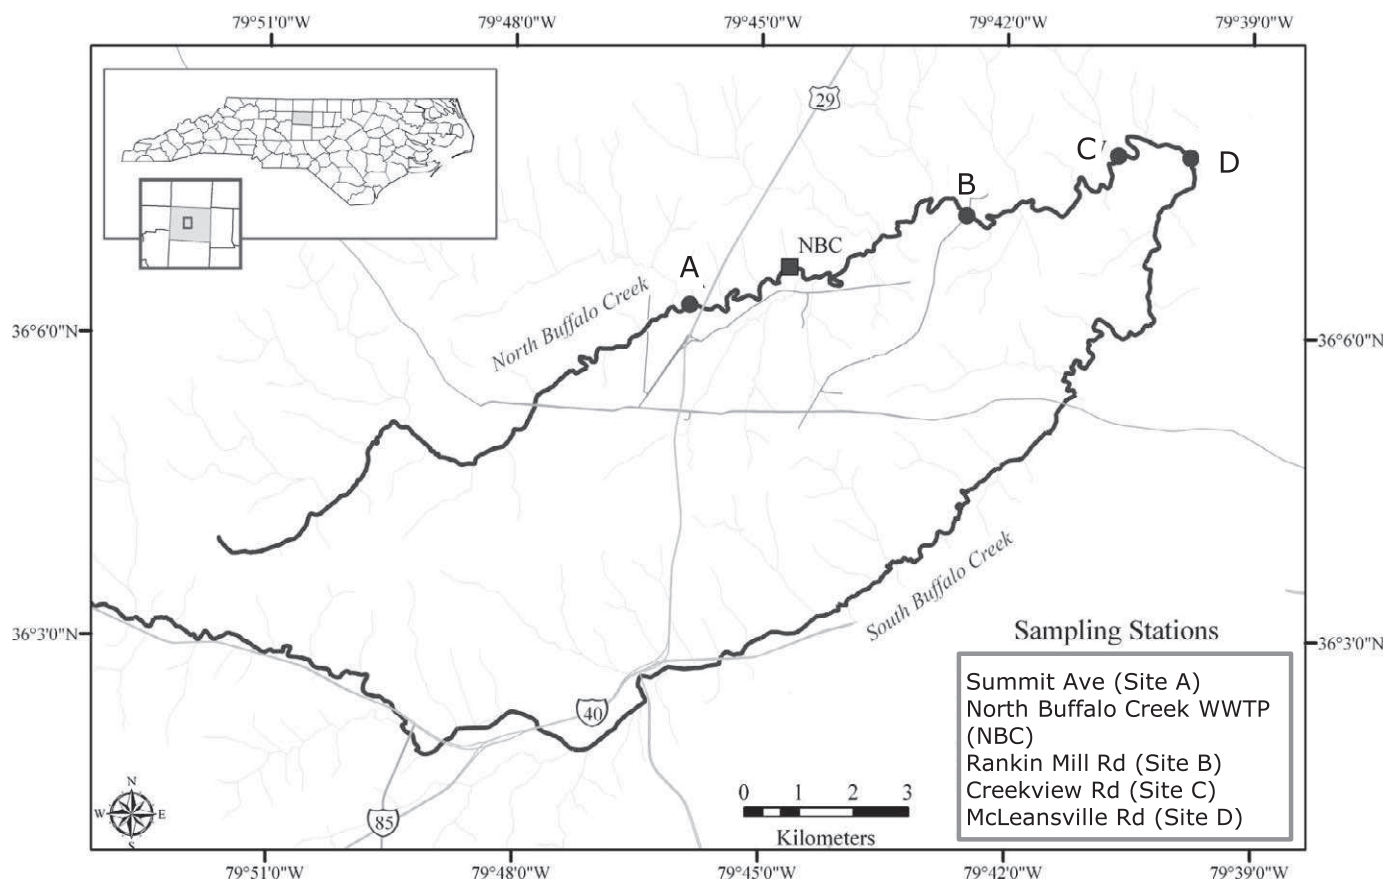 79°51'0"W 79°48'0"W 79°45'0"W 79°42'0"W 79°39'0"W
29
C
D
B
NBC
A
North Buffalo Creek
36°6'0"N
36°6'0"N
South Buffalo Creek
36°3'0"N
36°3'0"N
Sampling Stations
Summit Ave (Site A)
North Buffalo Creek WWTP
(NBC)
Rankin Mill Rd (Site B)
Creekview Rd (Site C)
McLeansville Rd (Site D)
40
85
N
W E
S
0 1 2 3
Kilometers
79°51'0"W 79°48'0"W 79°45'0"W 79°42'0"W 79°39'0"W